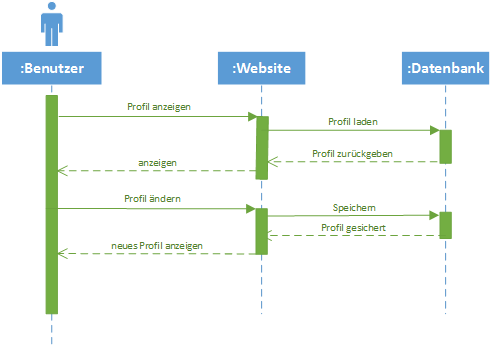 :Benutzer
:Website
:Datenbank
Profil anzeigen
Profil laden
Profil zurückgeben
anzeigen
Profil ändern
Speichern
Profil gesichert
neues Profil anzeigen